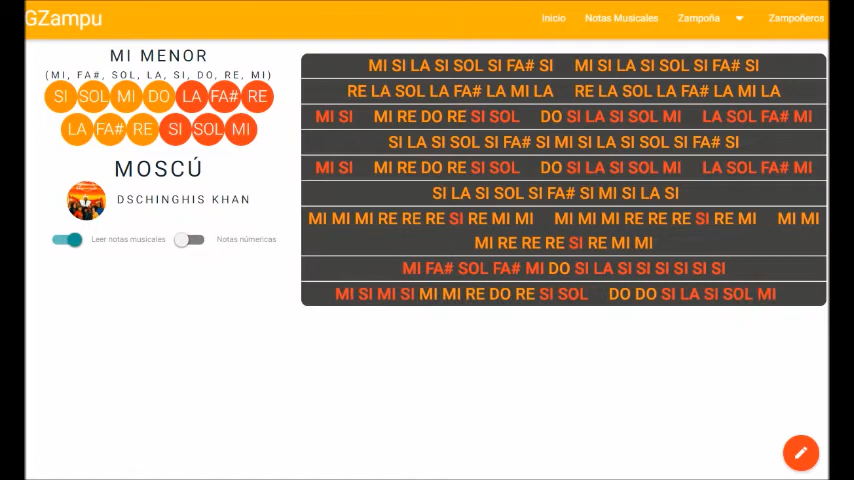 GZampu
Inicio Notas Musicales Zampoña Zampoñeros
MI MENOR
(MI, FA#, SOL, LA, SI, DO, RE, MI)
SI SOL MI DO LA FA# RE
LA FA# RE SI SOL MI
MOSCÚ
DSCHINGHIS KHAN
Leer notas musicales Notas númericas
MI SI LA SI SOL SI FA# SI MI SI LA SI SOL SI FA# SI
RE LA SOL LA FA# LA MI LA RE LA SOL LA FA# LA MI LA
MI SI MI RE DO RE SI SOL DO SI LA SI SOL MI LA SOL FA# MI
SI LA SI SOL SI FA# SI MI SI LA SI SOL SI FA# SI
MI SI MI RE DO RE SI SOL DO SI LA SI SOL MI LA SOL FA# MI
SI LA SI SOL SI FA# SI MI SI LA SI
MI MI MI RE RE RE SI RE MI MI MI MI MI RE RE RE SI RE MI MI MI
MI RE RE RE SI RE MI MI
MI FA# SOL FA# MI DO SI LA SI SI SI SI SI SI
MI SI MI SI MI MI RE DO RE SI SOL DO DO SI LA SI SOL MI